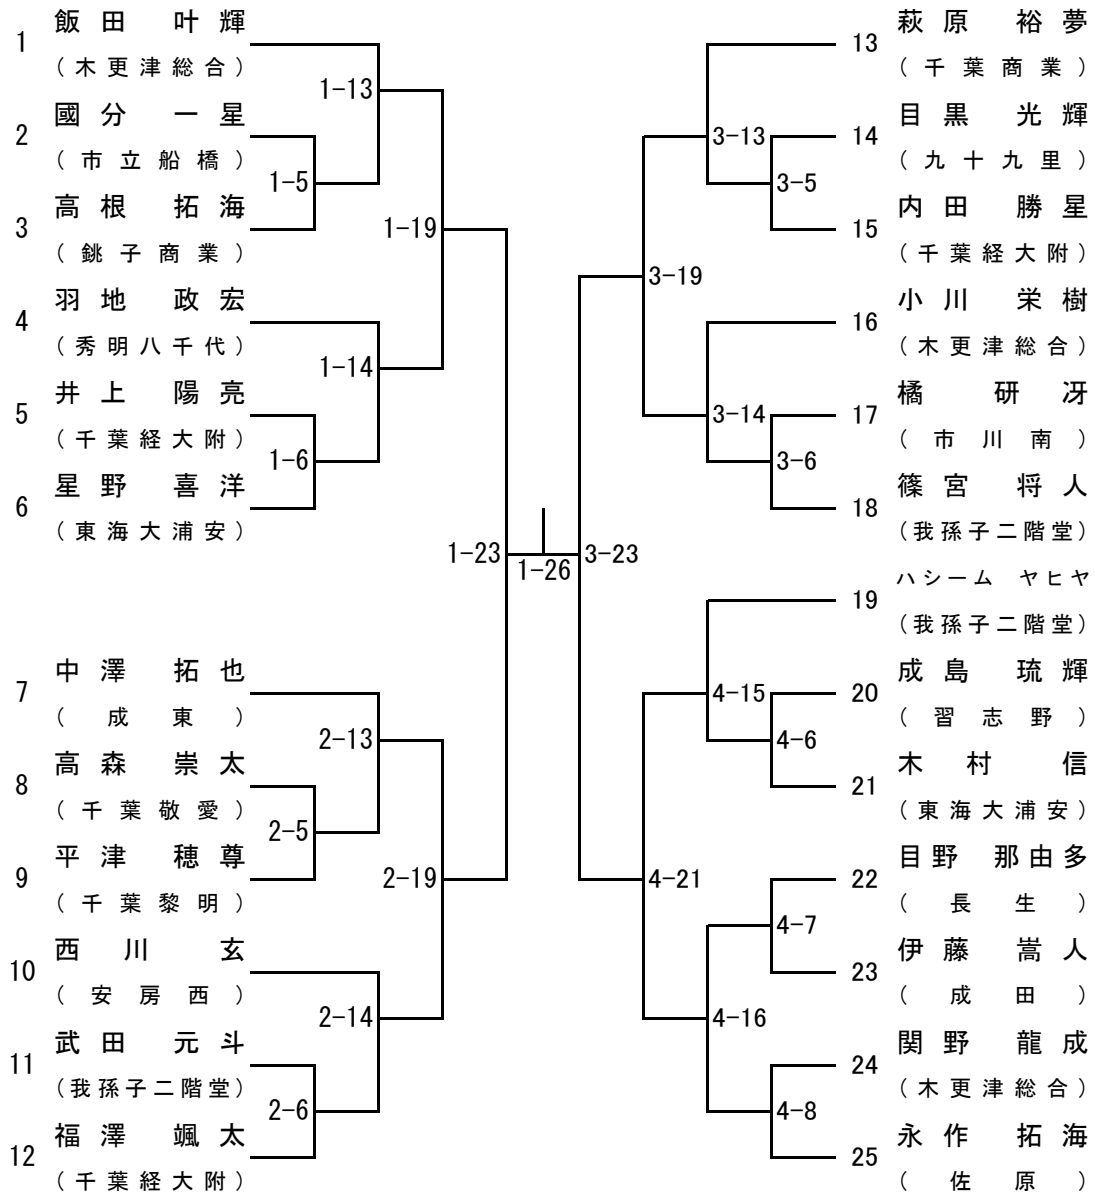 1 飯田 叶輝
(木更津総合)
2 國分 一星
(市立船橋)
3 高根 拓海
(銚子商業)
4 羽地 政宏
(秀明八千代)
5 井上 陽亮
(千葉経大附)
6 星野 喜洋
(東海大浦安)
7 中澤 拓也
(成東)
8 高森 崇太
(千葉敬愛)
9 平津 穂尊
(千葉黎明)
10 西川 玄
(安房西)
11 武田 元斗
(我孫子二階堂)
12 福澤 颯太
(千葉経大附)
1-5
1-6
2-5
2-6
1-13
1-14
2-13
2-14
1-19
2-19
1-23
1-26
3-23
3-19
4-21
3-13
3-14
4-15
4-16
3-5
3-6
4-6
4-7
4-8
13 萩原 裕夢
(千葉商業)
14 目黒 光輝
(九十九里)
15 内田 勝星
(千葉経大附)
16 小川 栄樹
(木更津総合)
17 橘 研冴
(市川南)
18 篠宮 将人
(我孫子二階堂)
19 ハシーム ヤヒヤ
(我孫子二階堂)
20 成島 琉輝
(習志野)
21 木村 信
(東海大浦安)
22 目野 那由多
(長生)
23 伊藤 嵩人
(成田)
24 関野 龍成
(木更津総合)
25 永作 拓海
(佐原)